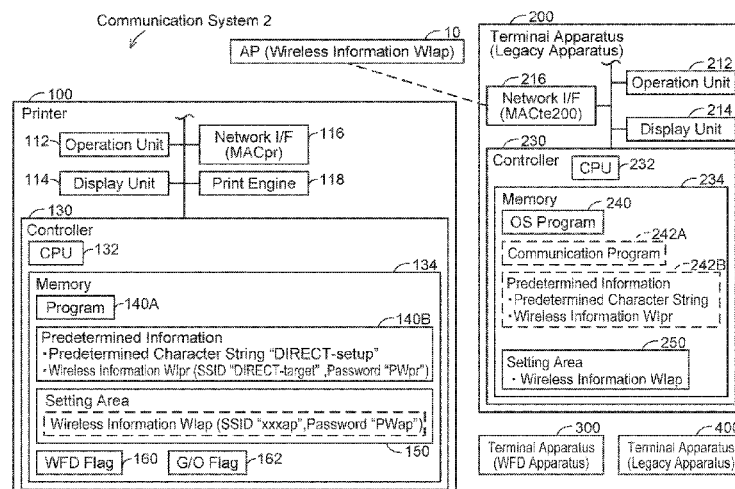 Communication System 2
10
AP (Wireless Information WIap)
200
Terminal Apparatus
(Legacy Apparatus)
216
Network I/F
(MACte200)
212
Operation Unit
214
Display Unit
230
Controller
CPU
232
234
Memory
240
OS Program
242A
Communication Program
242B
Predetermined Information
・Predetermined Character String
・Wireless Information WIpr
250
Setting Area
・Wireless Information WIap
300
Terminal Apparatus
(WFD Apparatus)
400
Terminal Apparatus
(Legacy Apparatus)
100
Printer
112
Operation Unit
Network I/F
(MACpr)
116
114
Display Unit
Print Engine
118
130
Controller
CPU
132
134
Memory
Program
140A
140B
Predetermined Information
・Predetermined Character String "DIRECT-setup"
・Wireless Information WIpr (SSID "DIRECT-target" ,Password "PWpr")
Setting Area
Wireless Information WIap (SSID "xxxap",Password "PWap")
150
WFD Flag
160
G/O Flag
162